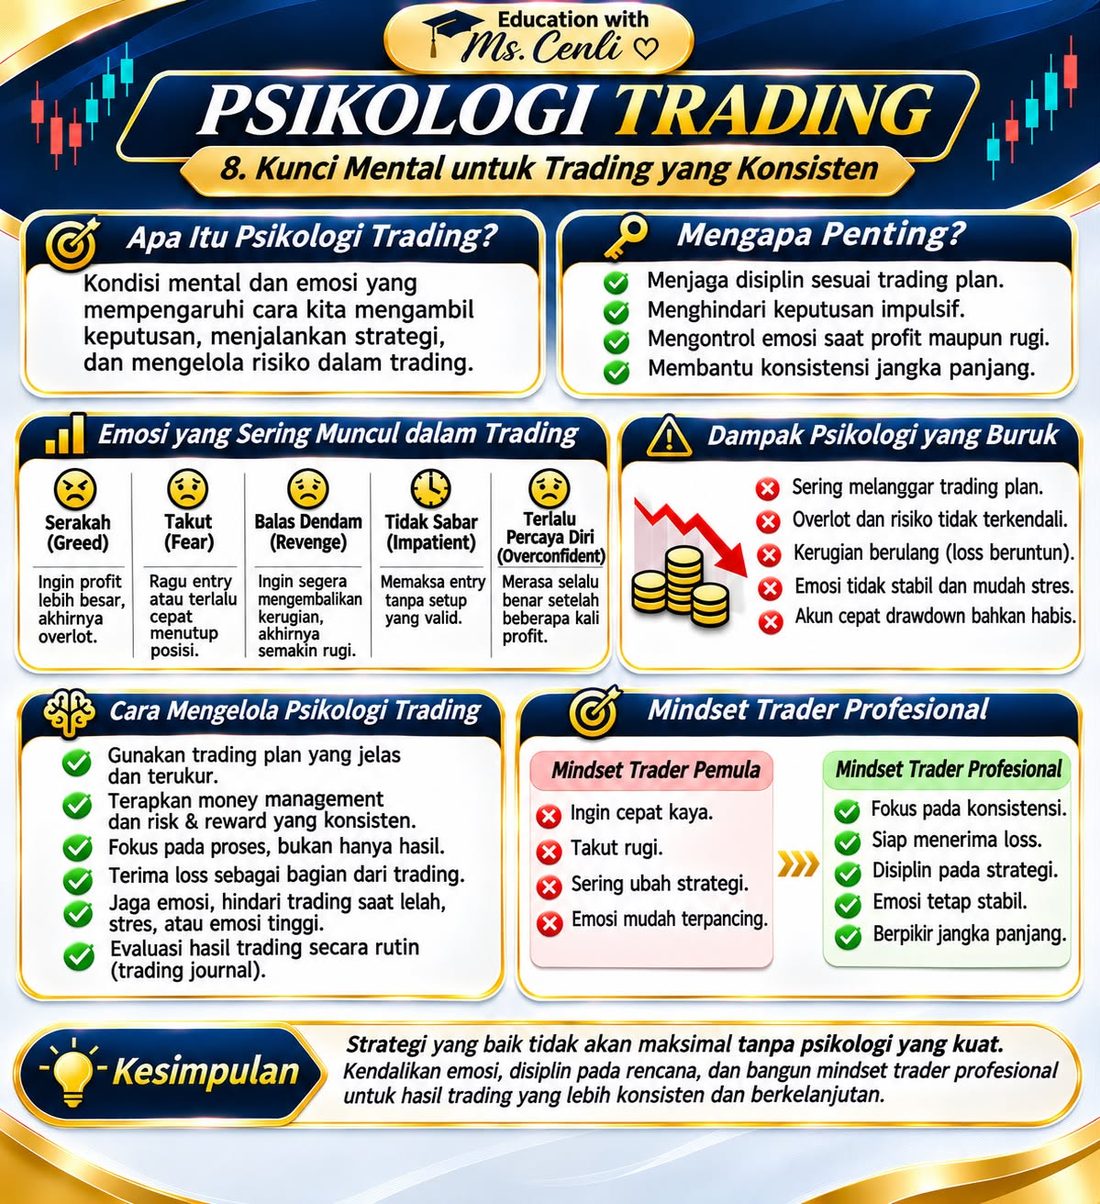 Education with
Ms. Cenli ♡
PSIKOLOGI TRADING
8. Kunci Mental untuk Trading yang Konsisten
Apa Itu Psikologi Trading?
Kondisi mental dan emosi yang
mempengaruhi cara kita mengambil
keputusan, menjalankan strategi,
dan mengelola risiko dalam trading.
Mengapa Penting?
Menjaga disiplin sesuai trading plan.
Menghindari keputusan impulsif.
Mengontrol emosi saat profit maupun rugi.
Membantu konsistensi jangka panjang.
Emosi yang Sering Muncul dalam Trading
Serakah
(Greed)
Ingin profit
lebih besar,
akhirnya
overlot.
Takut
(Fear)
Ragu entry
atau terlalu
cepat
menutup
posisi.
Balas Dendam
(Revenge)
Ingin segera
mengembalikan
kerugian,
akhirnya
semakin rugi.
Tidak Sabar
(Impatient)
Memaksa entry
tanpa setup
yang valid.
Terlalu
Percaya Diri
(Overconfident)
Merasa selalu
benar setelah
beberapa kali
profit.
Dampak Psikologi yang Buruk
Sering melanggar trading plan.
Overlot dan risiko tidak terkendali.
Kerugian berulang (loss beruntun).
Emosi tidak stabil dan mudah stres.
Akun cepat drawdown bahkan habis.
Cara Mengelola Psikologi Trading
Gunakan trading plan yang jelas
dan terukur.
Terapkan money management
dan risk & reward yang konsisten.
Fokus pada proses, bukan hanya hasil.
Terima loss sebagai bagian dari trading.
Jaga emosi, hindari trading saat lelah,
stres, atau emosi tinggi.
Evaluasi hasil trading secara rutin
(trading journal).
Mindset Trader Profesional
Mindset Trader Pemula
Ingin cepat kaya.
Takut rugi.
Sering ubah strategi.
Emosi mudah terpancing.
Mindset Trader Profesional
Fokus pada konsistensi.
Siap menerima loss.
Disiplin pada strategi.
Emosi tetap stabil.
Berpikir jangka panjang.
Kesimpulan
Strategi yang baik tidak akan maksimal tanpa psikologi yang kuat.
Kendalikan emosi, disiplin pada rencana, dan bangun mindset trader profesional
untuk hasil trading yang lebih konsisten dan berkelanjutan.